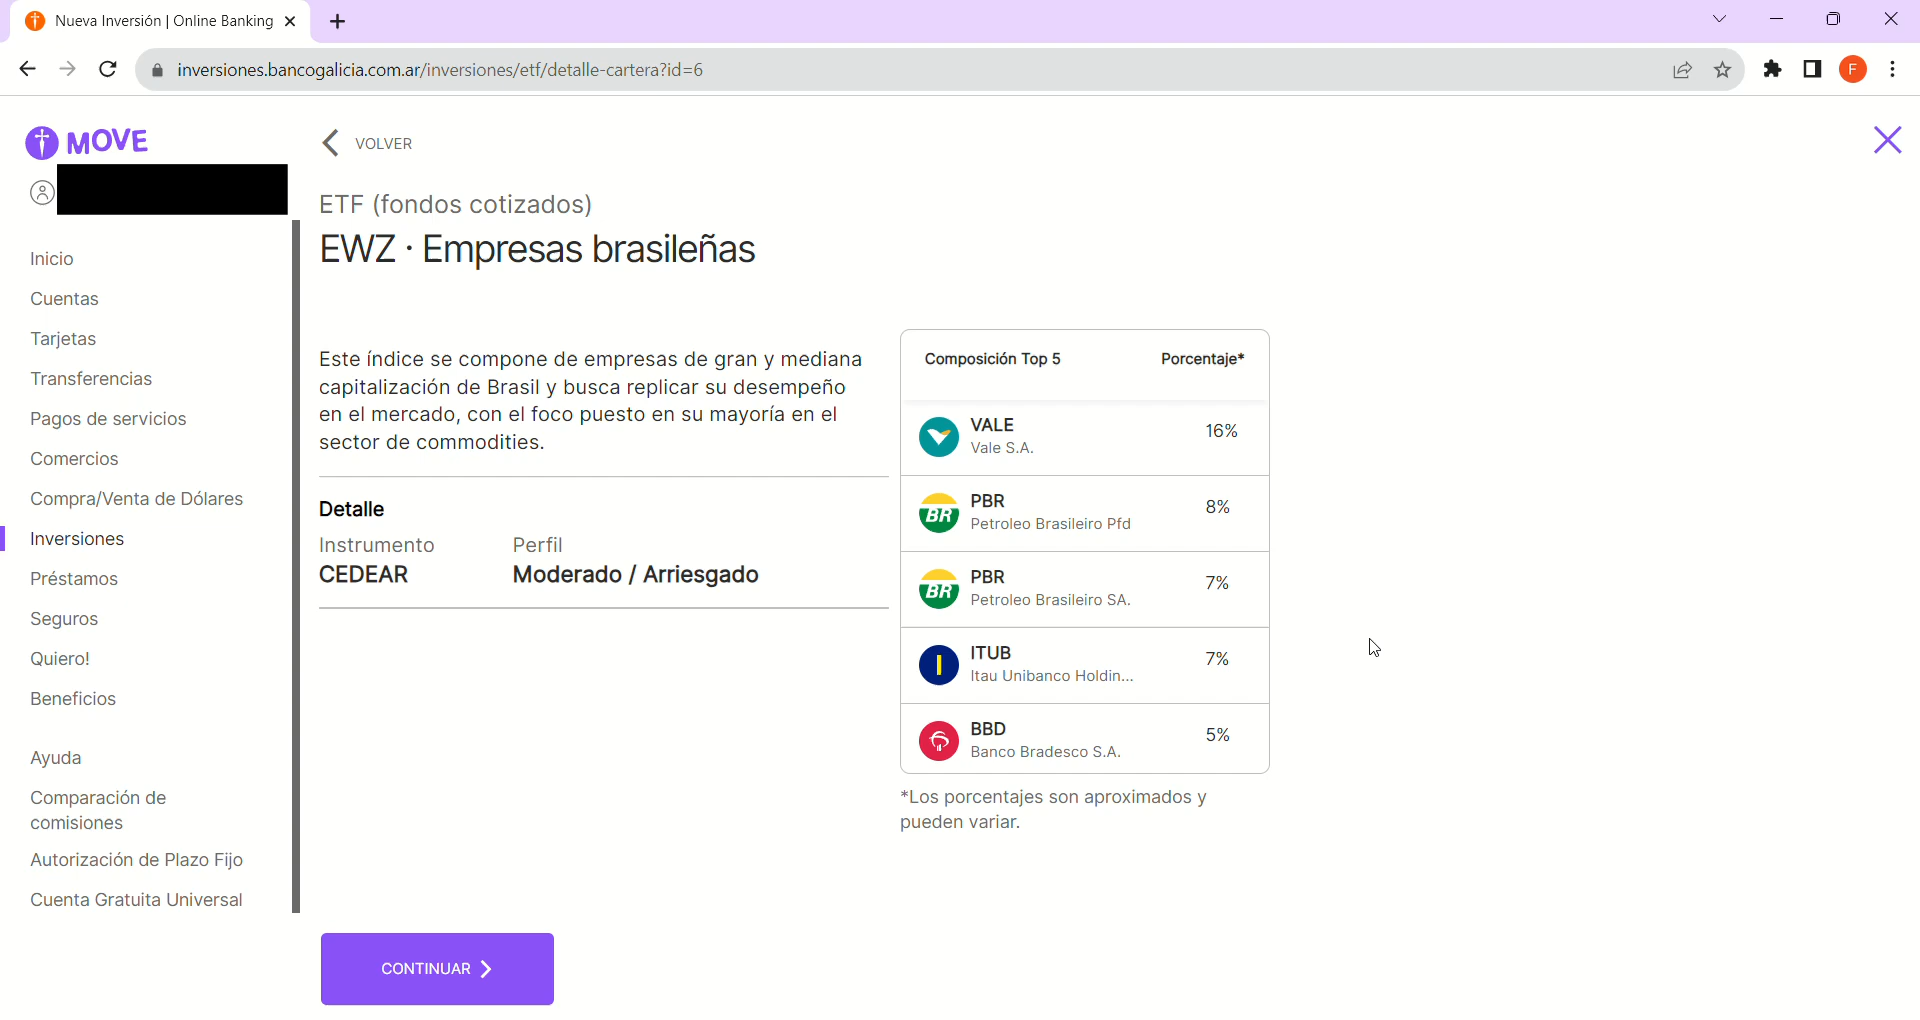 Nueva Inversión | Online Banking
inversiones.bancogalicia.com.ar/inversiones/etf/detalle-cartera?id=6
F
MOVE
Inicio
Cuentas
Tarjetas
Transferencias
Pagos de servicios
Comercios
Compra/Venta de Dólares
Inversiones
Préstamos
Seguros
Quiero!
Beneficios
Ayuda
Comparación de
comisiones
Autorización de Plazo Fijo
Cuenta Gratuita Universal
VOLVER
ETF (fondos cotizados)
EWZ · Empresas brasileñas
Este índice se compone de empresas de gran y mediana
capitalización de Brasil y busca replicar su desempeño
en el mercado, con el foco puesto en su mayoría en el
sector de commodities.
Detalle
Instrumento Perfil
CEDEAR Moderado / Arriesgado
Composición Top 5 Porcentaje*
VALE 16%
Vale S.A.
BR PBR 8%
Petroleo Brasileiro Pfd
BR PBR 7%
Petroleo Brasileiro SA.
ITUB 7%
Itau Unibanco Holdin...
BBD 5%
Banco Bradesco S.A.
*Los porcentajes son aproximados y
pueden variar.
CONTINUAR